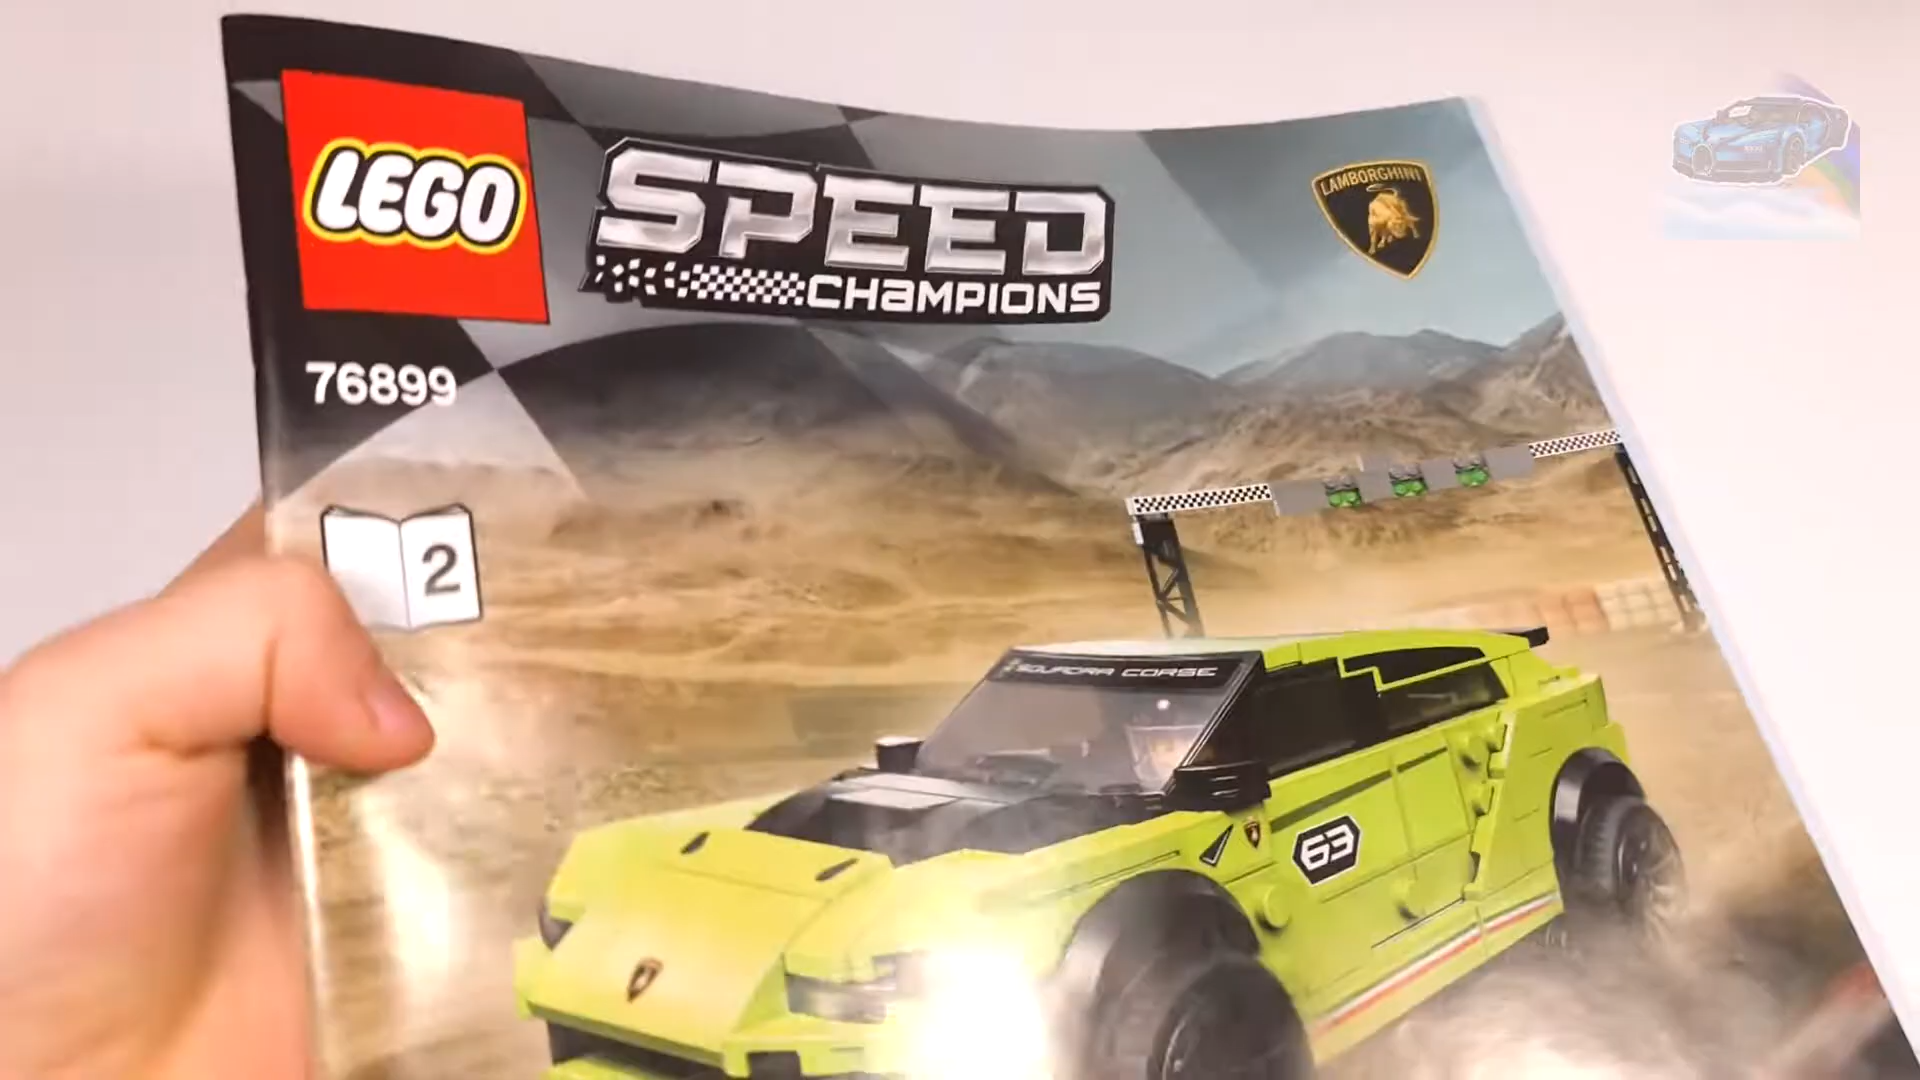 LEGO
SPEED
CHAMPIONS
LAMBORGHINI
76899
2
SQUADRA CORSE
63